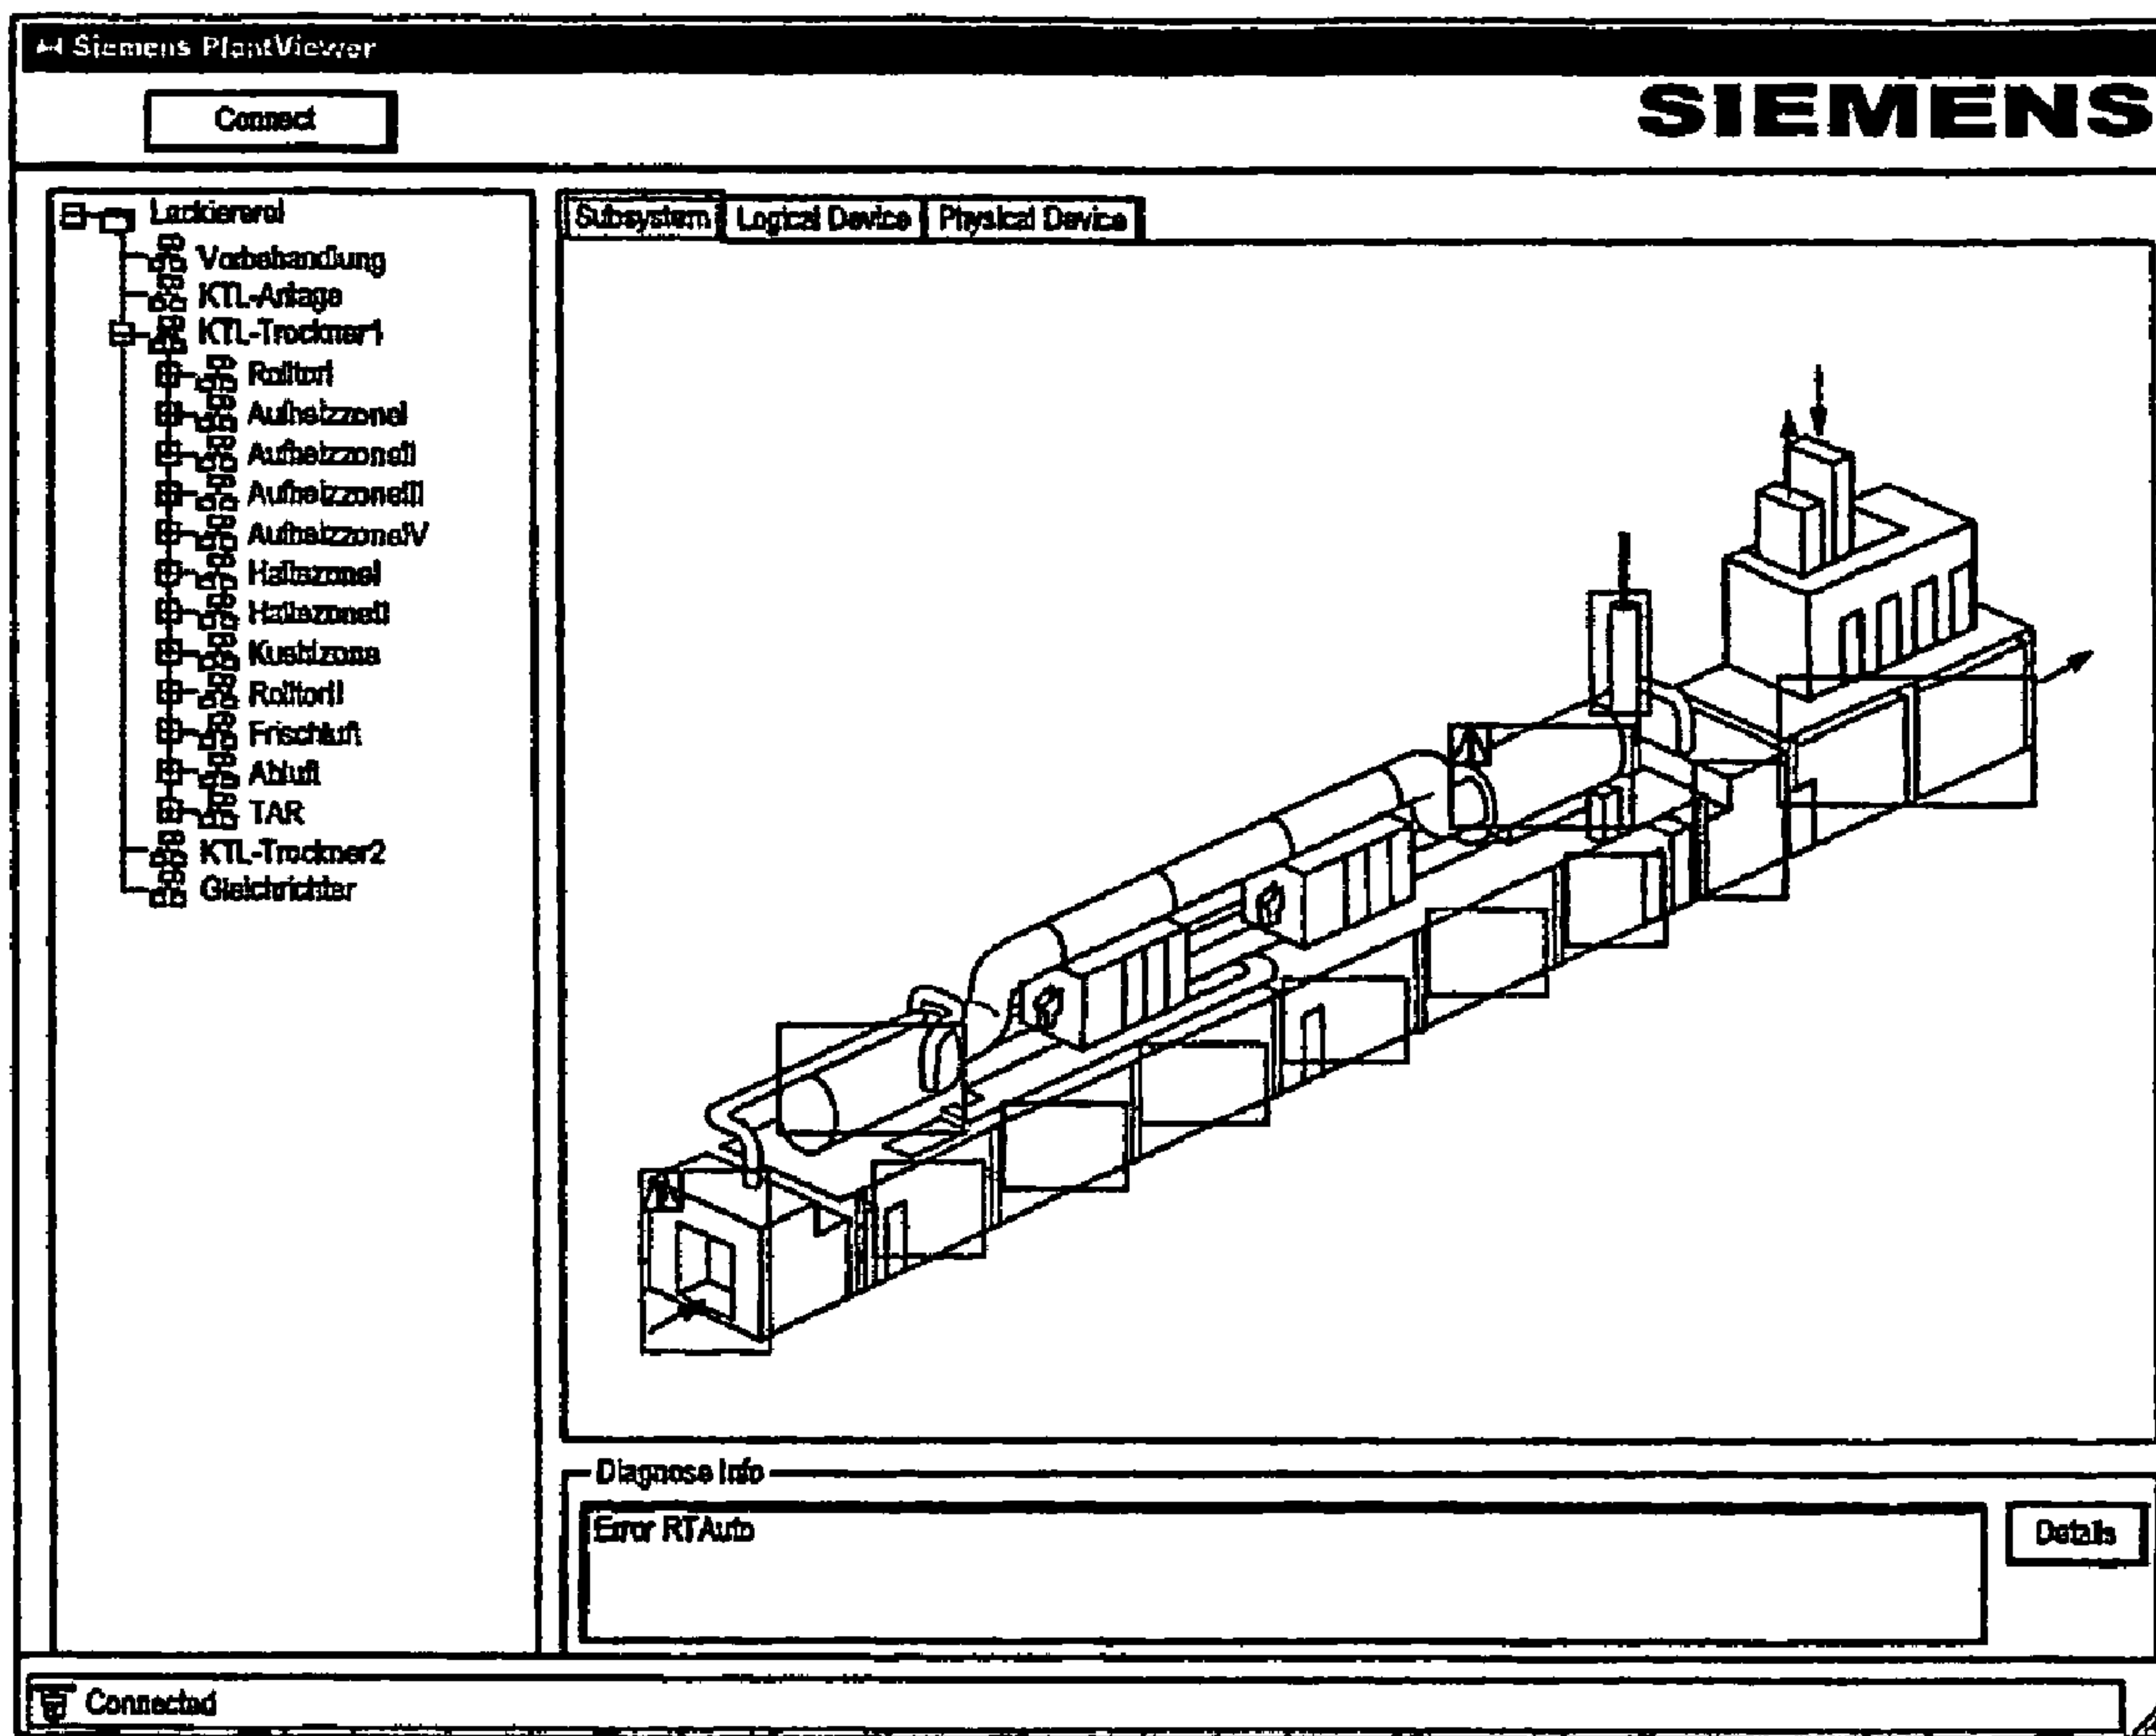 Siemens PlantViewer
Connect
SIEMENS
Lackiererei
Vorbehandlung
KTL-Anlage
KTL-Trockner1
RolltorI
AufheizzoneI
AufheizzoneII
AufheizzoneIII
AufheizzoneIV
HaltezoneI
HaltezoneII
Kuehlzone
RolltorII
Frischluft
Abluft
TAR
KTL-Trockner2
Gleichrichter
Subsystem Logical Device Physical Device
Diagnose Info
Error RTAuto
Details
Connected